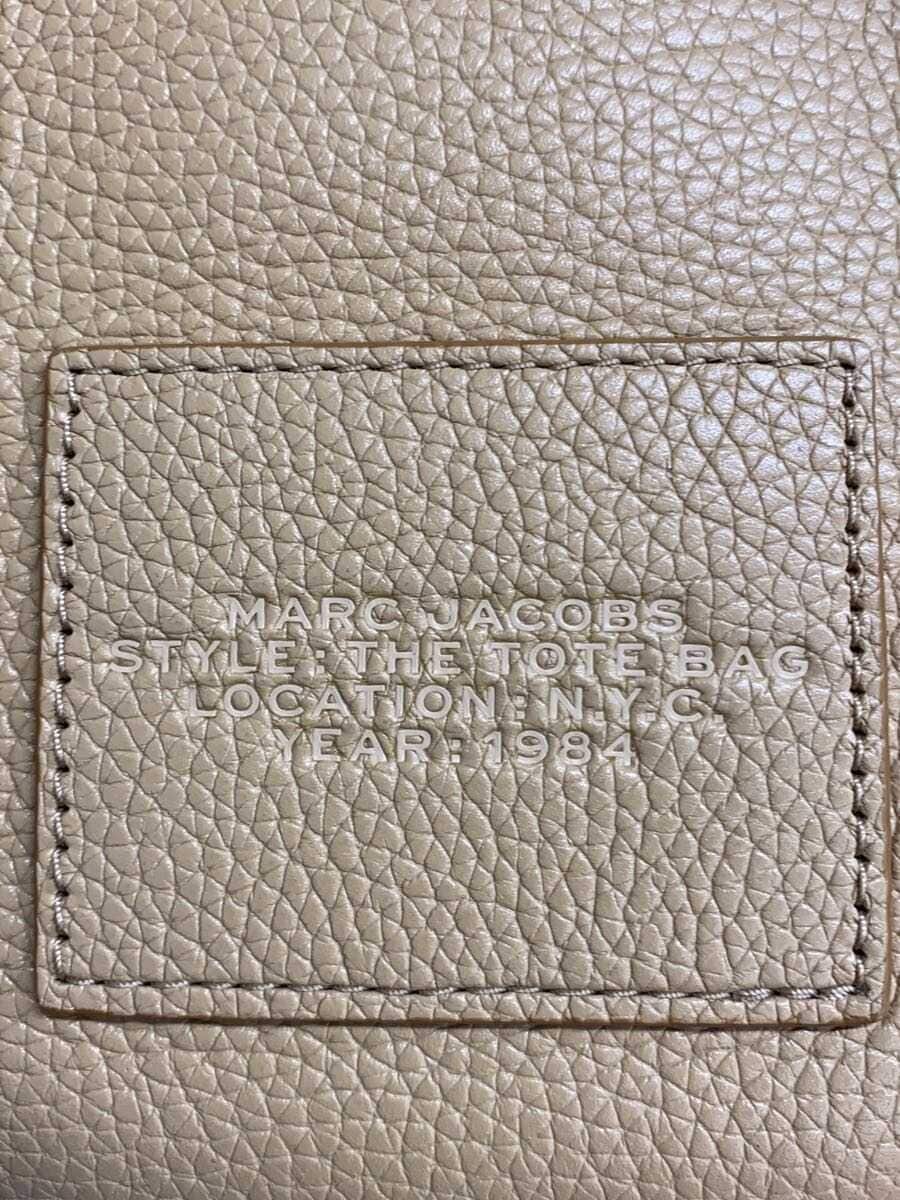 MARC JACOBS
STYLE: THE TOTE BAG
LOCATION: N.Y.C.
YEAR: 1984